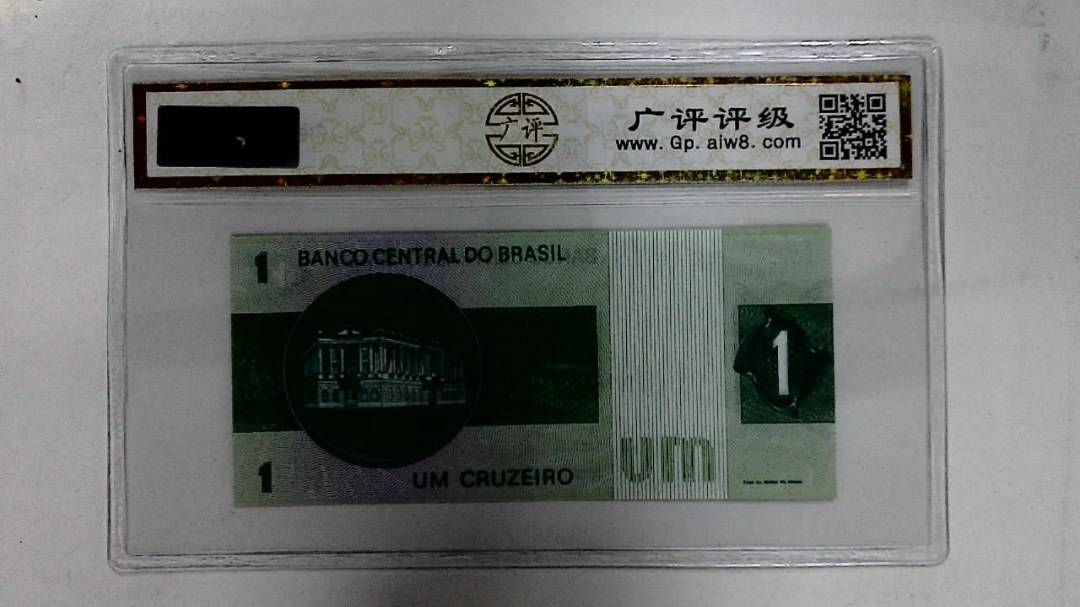 广评
广评评级
www.Gp.aiw8.com
1 BANCO CENTRAL DO BRASIL
1
1 UM CRUZEIRO
um